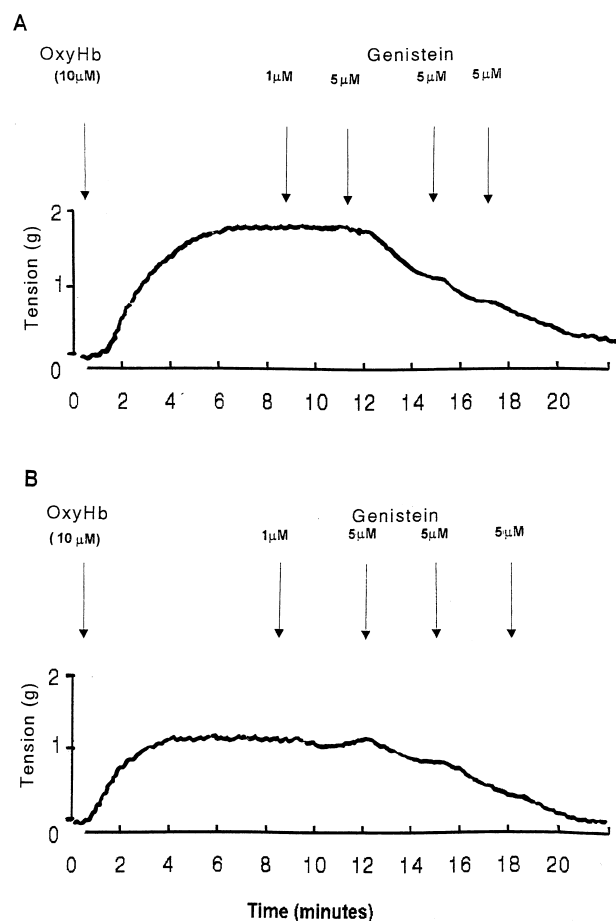 A
OxyHb Genistein
(10µM) 1µM 5µM 5µM 5µM
2
1
0
Tension (g)
0 2 4 6 8 10 12 14 16 18 20
B
OxyHb Genistein
( 10 µM) 1µM 5µM 5µM 5µM
2
1
0
Tension (g)
0 2 4 6 8 10 12 14 16 18 20
Time (minutes)